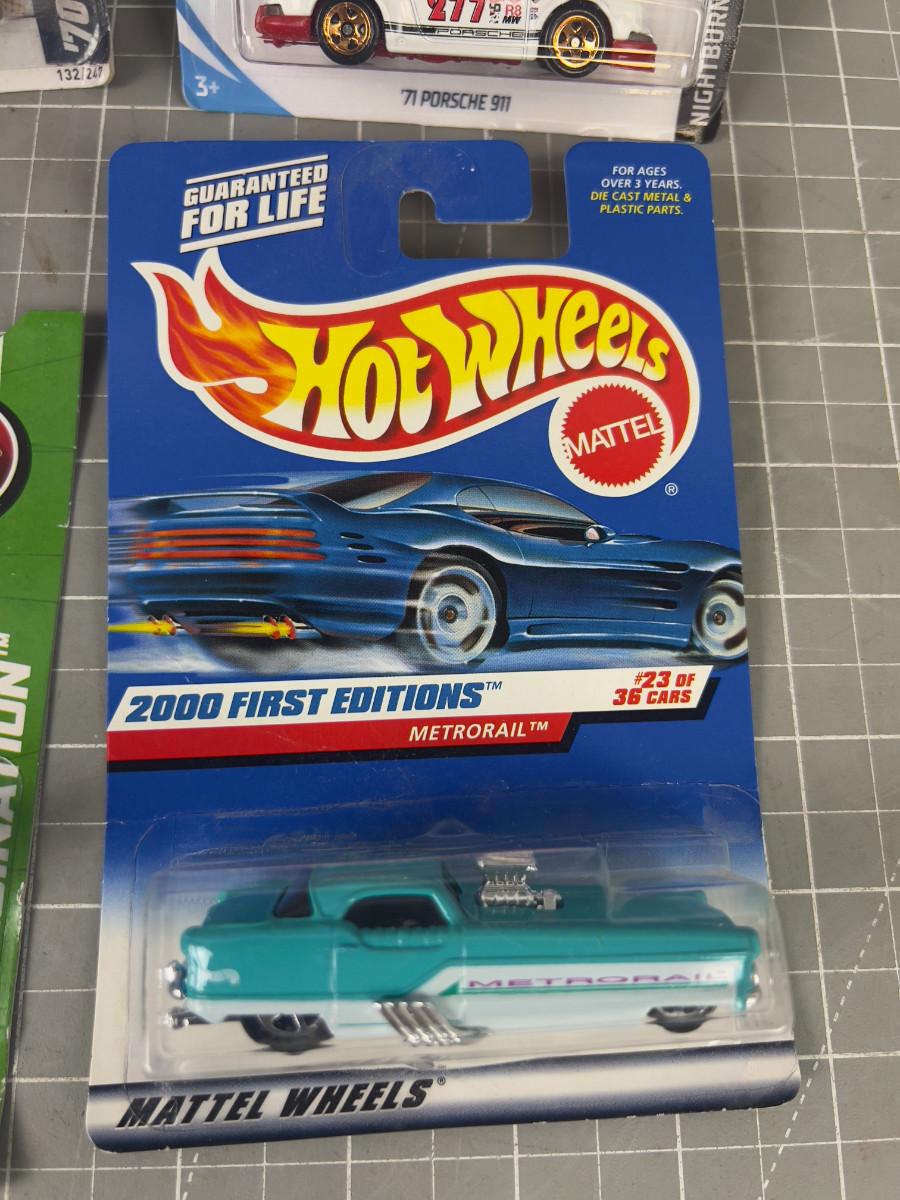 '70
132/247
277
R8
MW
PORSCHE
3+
'71 PORSCHE 911
NIGHTBURN
GUARANTEED
FOR LIFE
FOR AGES
OVER 3 YEARS.
DIE CAST METAL &
PLASTIC PARTS.
HOT WHEELS
MATTEL
®
2000 FIRST EDITIONS™
#23 OF
36 CARS
METRORAIL™
METRORAIL
MATTEL WHEELS®